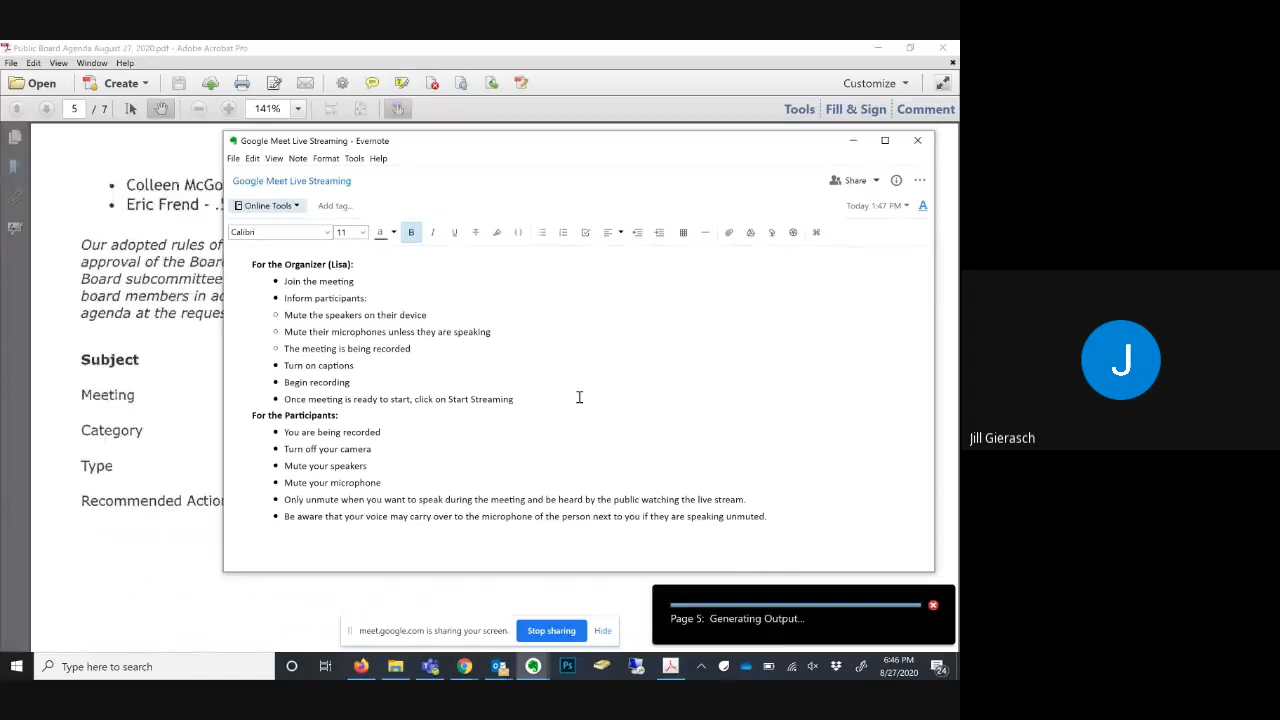 Public Board Agenda August 27, 2020.pdf - Adobe Acrobat Pro
File Edit View Window Help
Open Create Customize
5 / 7 141% Tools Fill & Sign Comment
Google Meet Live Streaming - Evernote
File Edit View Note Format Tools Help
Google Meet Live Streaming Share
Online Tools Add tag... Today 1:47 PM
Calibri 11
• Colleen McGo
• Eric Frend - .5
Our adopted rules of
approval of the Boar
Board subcommittee
board members in ac
agenda at the reques
Subject
Meeting
Category
Type
Recommended Action
For the Organizer (Lisa):
• Join the meeting
• Inform participants:
○ Mute the speakers on their device
○ Mute their microphones unless they are speaking
○ The meeting is being recorded
• Turn on captions
• Begin recording
• Once meeting is ready to start, click on Start Streaming
For the Participants:
• You are being recorded
• Turn off your camera
• Mute your speakers
• Mute your microphone
• Only unmute when you want to speak during the meeting and be heard by the public watching the live stream.
• Be aware that your voice may carry over to the microphone of the person next to you if they are speaking unmuted.
Page 5: Generating Output...
meet.google.com is sharing your screen. Stop sharing Hide
Type here to search
6:46 PM
8/27/2020
24
J
Jill Gierasch